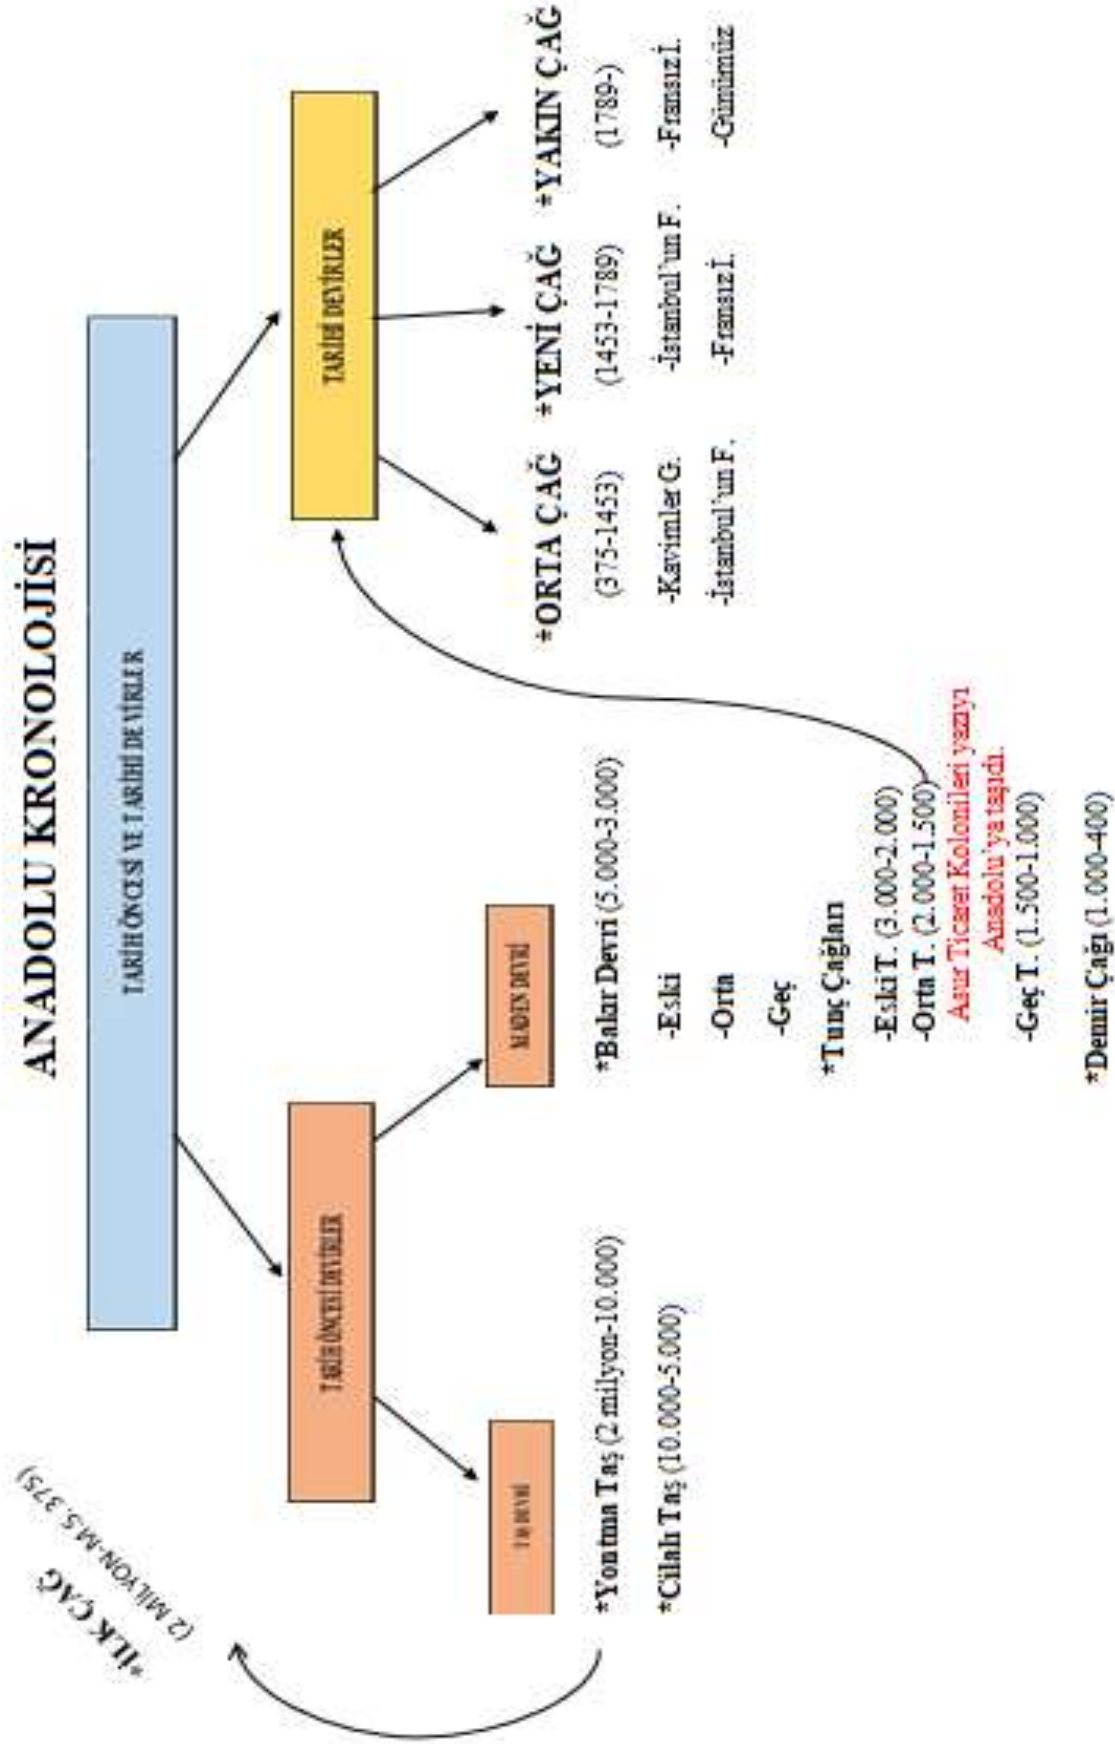 ANADOLU KRONOLOJİSİ
TARİH ÖNCESİ VE TARİHİ DEVİRLER
*İLK ÇAĞ
(2 MİLYON-M.S. 375)
TARİH ÖNCESİ DEVİRLER
TAŞ DEVRİ
*Yontma Taş (2 milyon-10.000)
*Cilalı Taş (10.000-5.000)
MADEN DEVRİ
*Bakır Devri (5.000-3.000)
-Eski
-Orta
-Geç
*Tunç Çağları
-Eski T. (3.000-2.000)
-Orta T. (2.000-1.500)
Asur Ticaret Kolonileri yazıyı
Anadolu'ya taşıdı.
-Geç T. (1.500-1.000)
*Demir Çağı (1.000-400)
TARİHİ DEVİRLER
*ORTA ÇAĞ
(375-1453)
-Kavimler G.
-İstanbul'un F.
*YENİ ÇAĞ
(1453-1789)
-İstanbul'un F.
-Fransız İ.
*YAKIN ÇAĞ
(1789-)
-Fransız İ.
-Günümüz